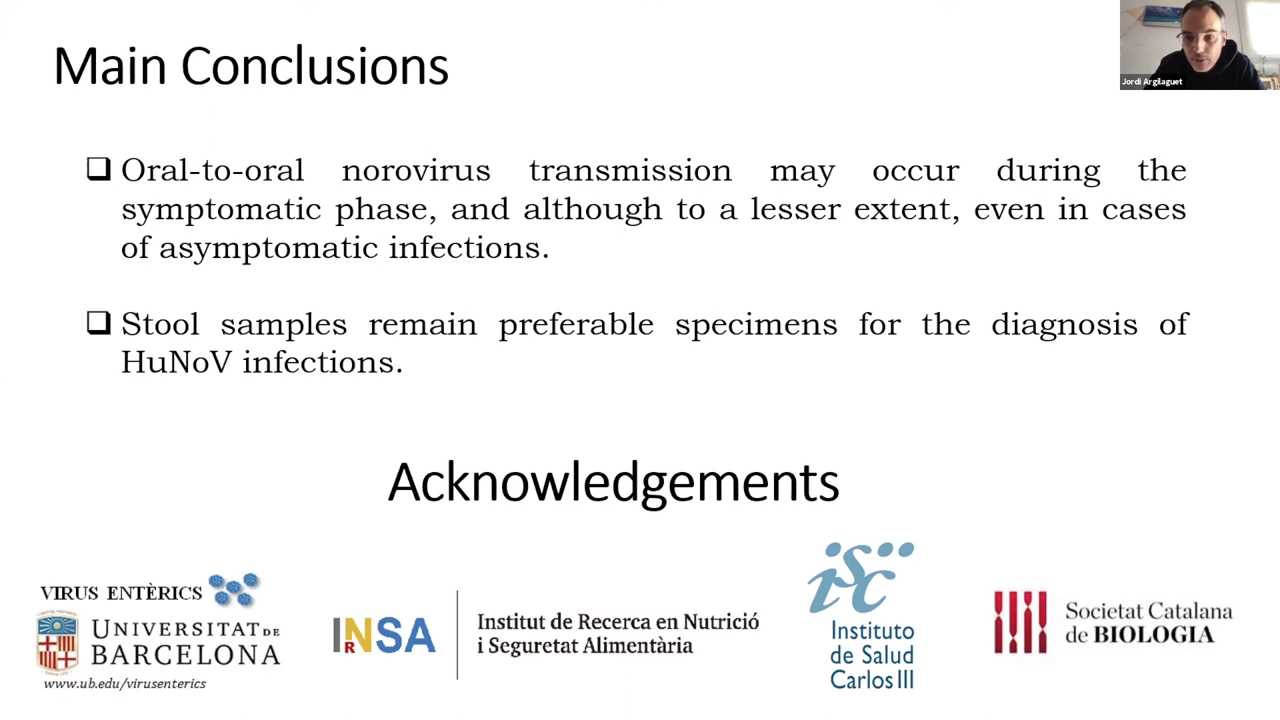 Main Conclusions
Jordi Argilaguet
❑ Oral-to-oral norovirus transmission may occur during the
symptomatic phase, and although to a lesser extent, even in cases
of asymptomatic infections.
❑ Stool samples remain preferable specimens for the diagnosis of
HuNoV infections.
Acknowledgements
VIRUS ENTÈRICS
UNIVERSITAT DE
BARCELONA
www.ub.edu/virusenterics
INRSA
Institut de Recerca en Nutrició
i Seguretat Alimentària
isciii
Instituto
de Salud
Carlos III
Societat Catalana
de BIOLOGIA